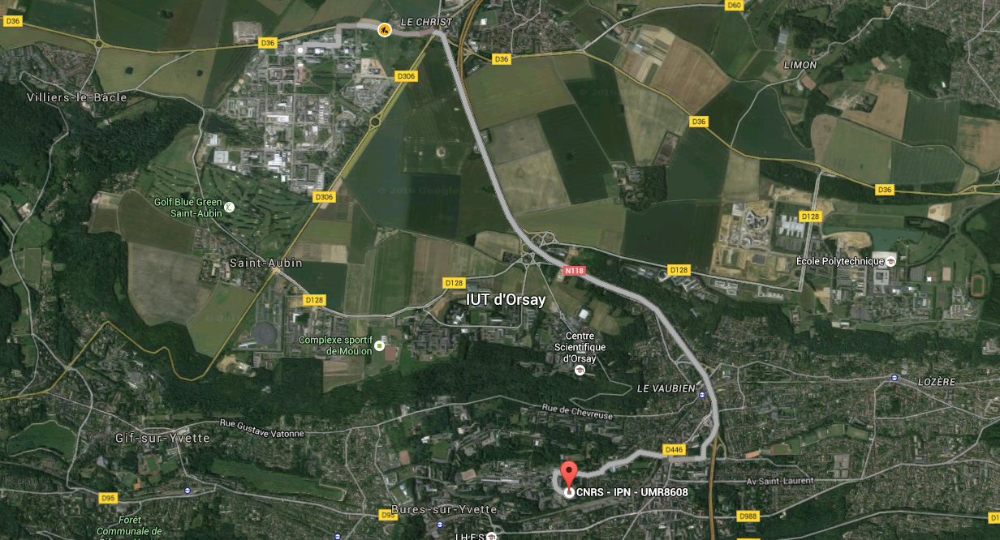 D60
D36
LE CHRIST
D36
D36
LIMON
D306
Villiers-le-Bâcle
D36
D36
D306
Golf Blue Green
Saint-Aubin
D128
Saint-Aubin
École Polytechnique
N118
D128
D128
IUT d'Orsay
D128
Centre
Scientifique
d'Orsay
Complexe sportif
de Moulon
LE VAUBIEN
LOZÈRE
Rue de Chevreuse
Rue Gustave Vatonne
Gif-sur-Yvette
D446
Av Saint-Laurent
CNRS - IPN - UMR8608
D95
Bures-sur-Yvette
D95
D988
Forêt
Communale de
I.H.E.S